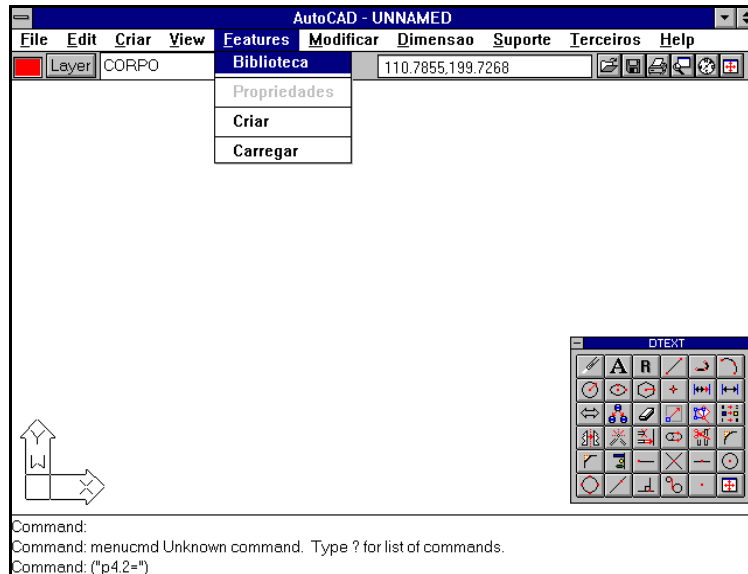 AutoCAD - UNNAMED
File Edit Criar View Features Modificar Dimensao Suporte Terceiros Help
Layer CORPO 110.7855,199.7268
Biblioteca
Propriedades
Criar
Carregar
DTEXT
A R
Y
W
X
Command:
Command: menucmd Unknown command. Type ? for list of commands.
Command: ("p4.2=")